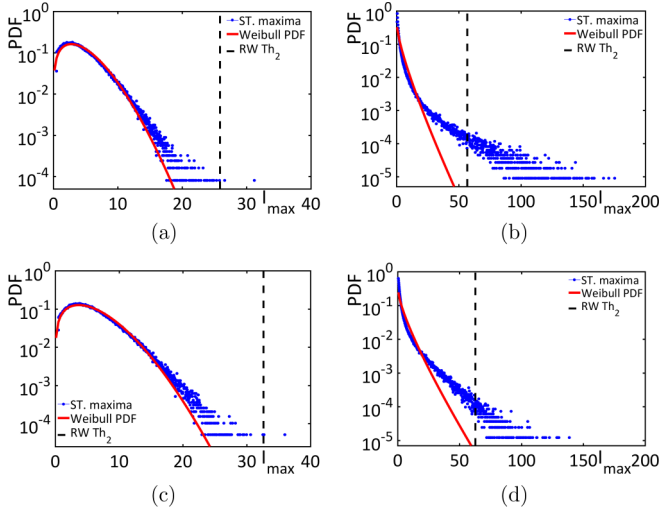 PDF
10^0
10^-1
10^-2
10^-3
10^-4
0
10
20
30
40
I_max
ST. maxima
Weibull PDF
RW Th_2
(a)
PDF
10^0
10^-1
10^-2
10^-3
10^-4
10^-5
0
50
100
150
200
I_max
ST. maxima
Weibull PDF
RW Th_2
(b)
PDF
10^0
10^-1
10^-2
10^-3
10^-4
0
10
20
30
40
I_max
ST. maxima
Weibull PDF
RW Th_2
(c)
PDF
10^0
10^-1
10^-2
10^-3
10^-4
10^-5
0
50
100
150
200
I_max
ST. maxima
Weibull PDF
RW Th_2
(d)